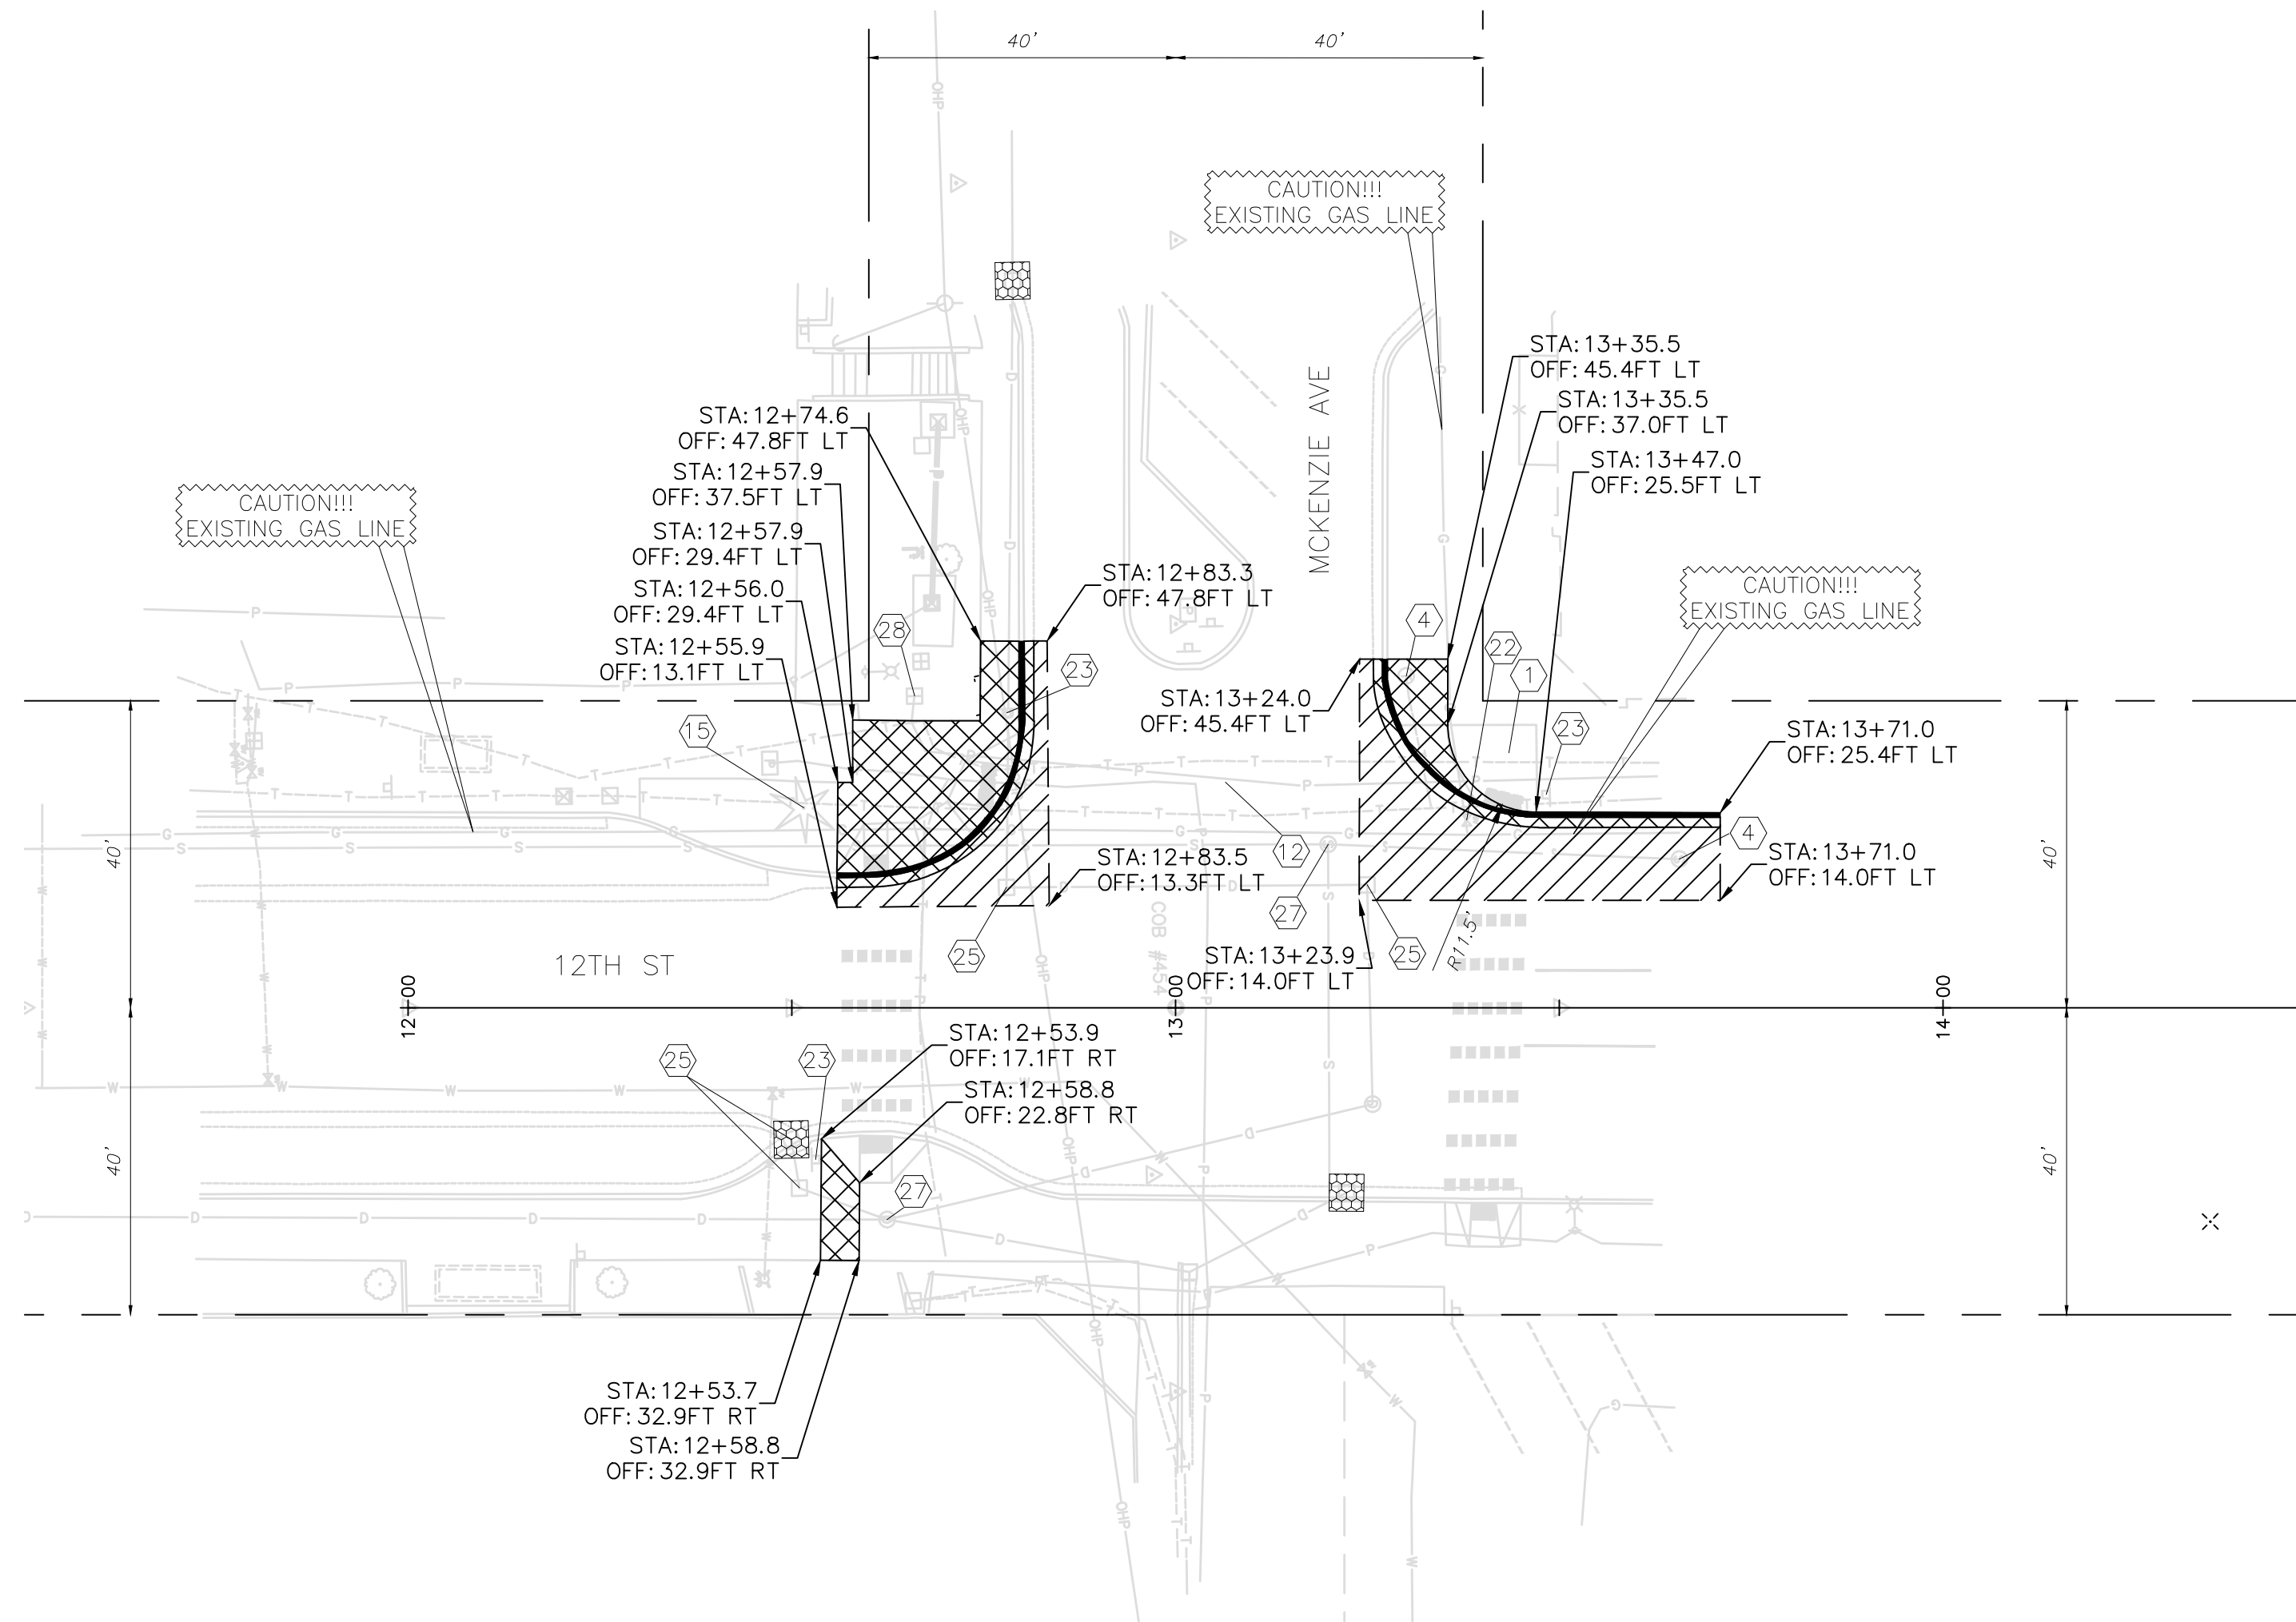 40'
40'
CAUTION!!!
EXISTING GAS LINE
STA: 13+35.5
OFF: 45.4FT LT
STA: 13+35.5
OFF: 37.0FT LT
STA: 13+47.0
OFF: 25.5FT LT
MCKENZIE AVE
STA: 12+74.6
OFF: 47.8FT LT
STA: 12+57.9
OFF: 37.5FT LT
STA: 12+57.9
OFF: 29.4FT LT
STA: 12+56.0
OFF: 29.4FT LT
STA: 12+55.9
OFF: 13.1FT LT
CAUTION!!!
EXISTING GAS LINE
STA: 12+83.3
OFF: 47.8FT LT
CAUTION!!!
EXISTING GAS LINE
28
23
4
22
1
STA: 13+24.0
OFF: 45.4FT LT
15
23
STA: 13+71.0
OFF: 25.4FT LT
40'
12
4
40'
STA: 12+83.5
OFF: 13.3FT LT
STA: 13+71.0
OFF: 14.0FT LT
27
COB #454
R11.5'
25
25
12TH ST
STA: 13+23.9
OFF: 14.0FT LT
12+00
13+00
14+00
STA: 12+53.9
OFF: 17.1FT RT
25
23
STA: 12+58.8
OFF: 22.8FT RT
40'
27
40'
STA: 12+53.7
OFF: 32.9FT RT
STA: 12+58.8
OFF: 32.9FT RT
OHP
OHP
OHP
OHP
OHP
OHP
OHP